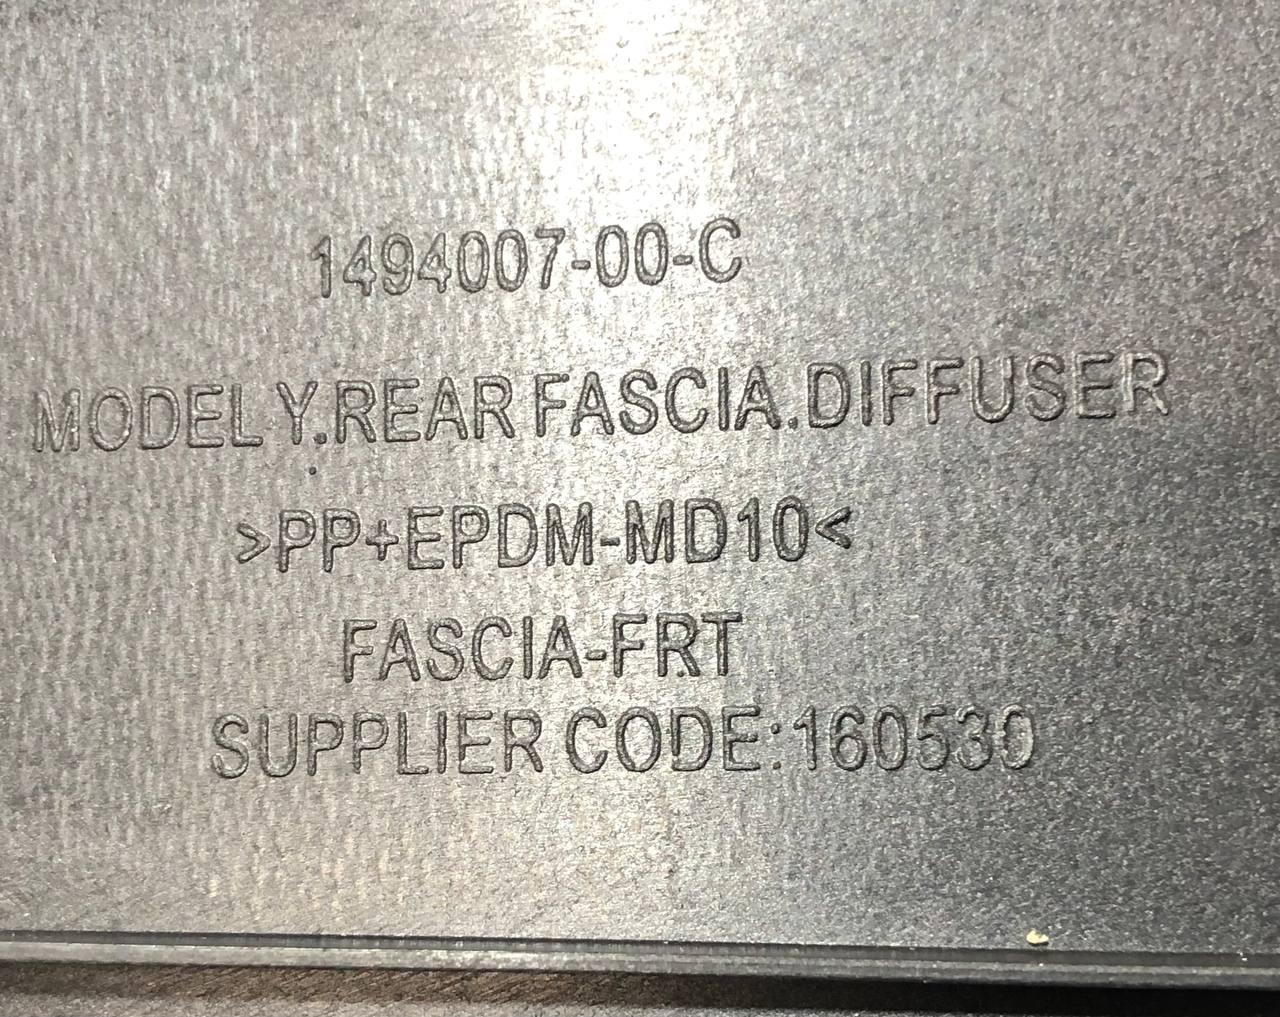 1494007-00-C
MODEL Y.REAR FASCIA.DIFFUSER
>PP+EPDM-MD10<
FASCIA-FRT
SUPPLIER CODE:160530